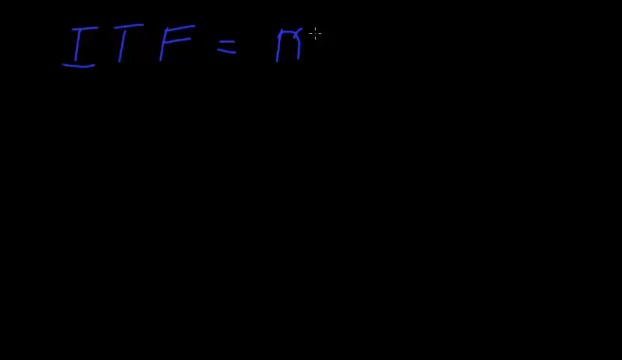 ITF = n